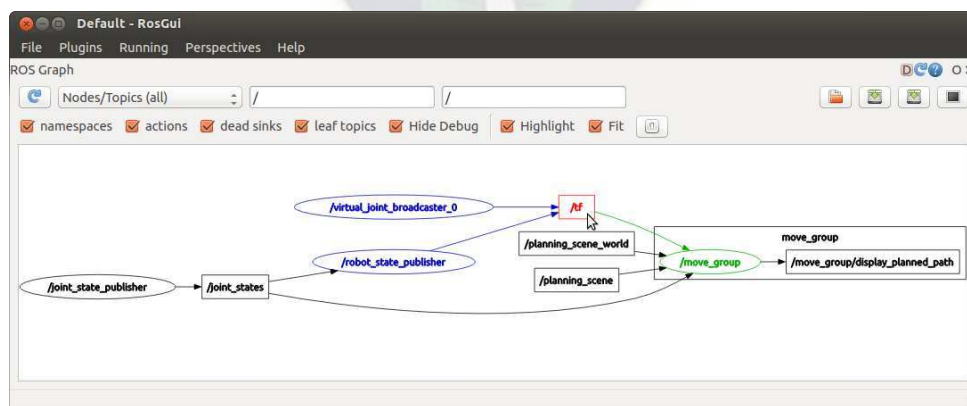 Default - RosGui
File Plugins Running Perspectives Help
ROS Graph
D ? O
Nodes/Topics (all) / /
namespaces actions dead sinks leaf topics Hide Debug Highlight Fit
/virtual_joint_broadcaster_0 /tf
/planning_scene_world move_group
/robot_state_publisher /move_group /move_group/display_planned_path
/planning_scene
/joint_state_publisher /joint_states